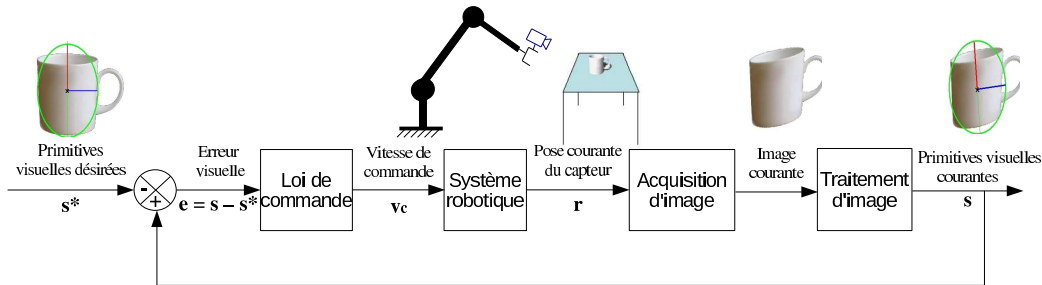 Primitives
visuelles désirées
s*
-
+
Erreur
visuelle
e = s – s*
Loi de
commande
Vitesse de
commande
vc
Système
robotique
Pose courante
du capteur
r
Acquisition
d'image
Image
courante
Traitement
d'image
Primitives visuelles
courantes
s